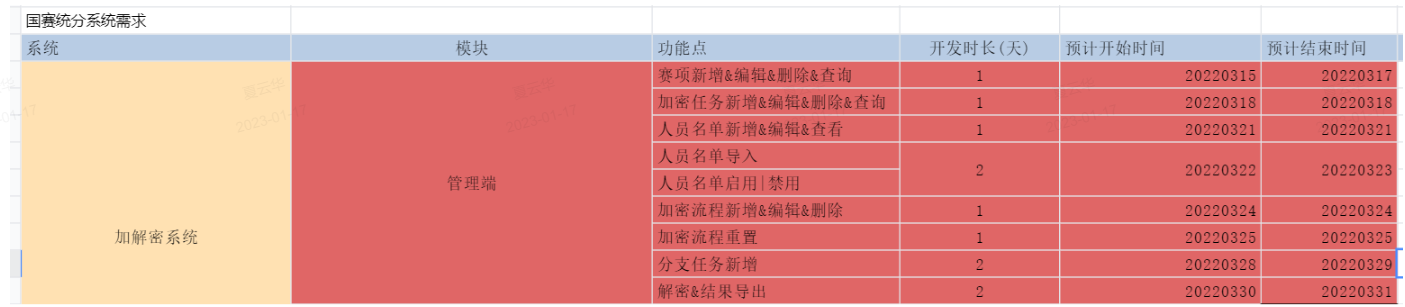 国赛统分系统需求
系统 模块 功能点 开发时长(天) 预计开始时间 预计结束时间
加解密系统 管理端 赛项新增&编辑&删除&查询 1 20220315 20220317
加密任务新增&编辑&删除&查询 1 20220318 20220318
人员名单新增&编辑&查看 1 20220321 20220321
人员名单导入 2 20220322 20220323
人员名单启用|禁用
加密流程新增&编辑&删除 1 20220324 20220324
加密流程重置 1 20220325 20220325
分支任务新增 2 20220328 20220329
解密&结果导出 2 20220330 20220331
2023-01-17